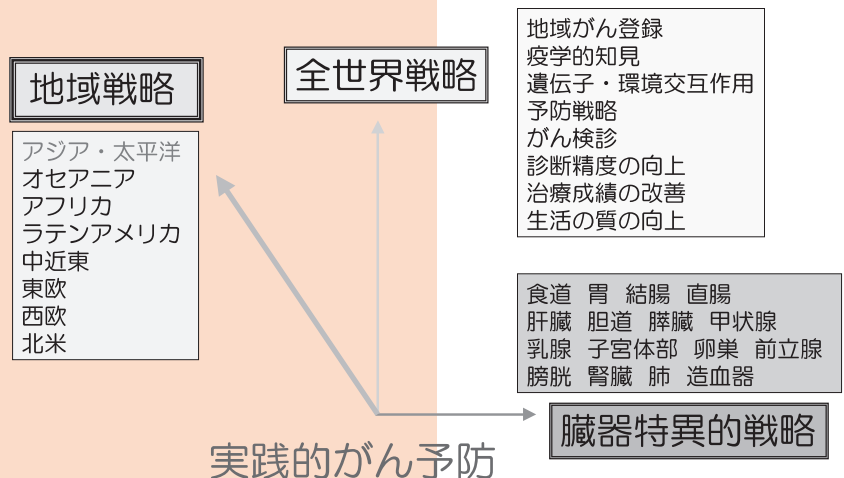 地域戦略
アジア・太平洋
オセアニア
アフリカ
ラテンアメリカ
中近東
東欧
西欧
北米
全世界戦略
地域がん登録
疫学的知見
遺伝子・環境交互作用
予防戦略
がん検診
診断精度の向上
治療成績の改善
生活の質の向上
食道 胃 結腸 直腸
肝臓 胆道 膵臓 甲状腺
乳腺 子宮体部 卵巣 前立腺
膀胱 腎臓 肺 造血器
臓器特異的戦略
実践的がん予防